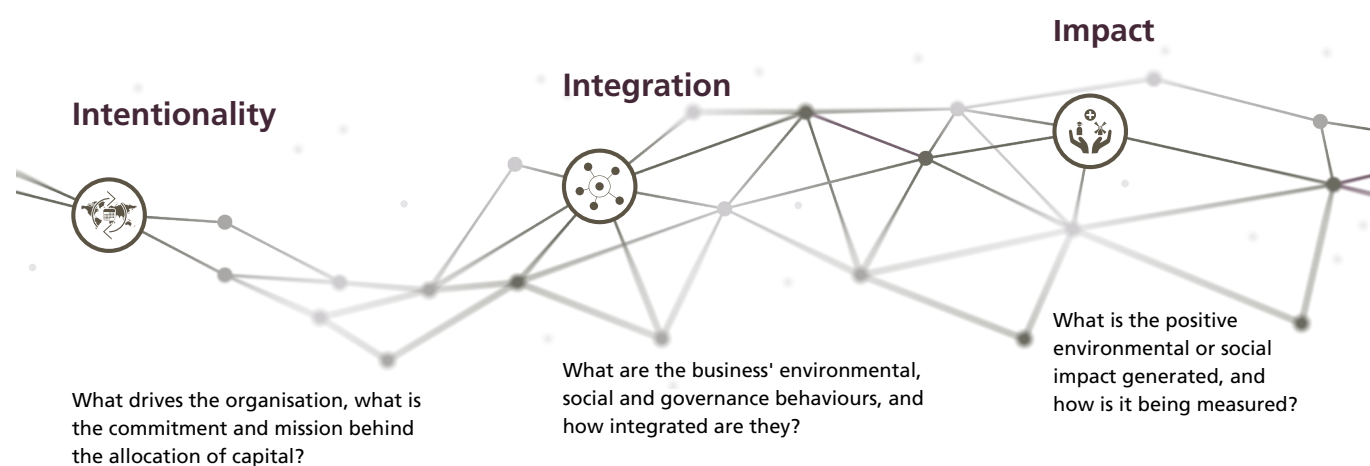 Intentionality
What drives the organisation, what is
the commitment and mission behind
the allocation of capital?
Integration
What are the business' environmental,
social and governance behaviours, and
how integrated are they?
Impact
What is the positive
environmental or social
impact generated, and
how is it being measured?